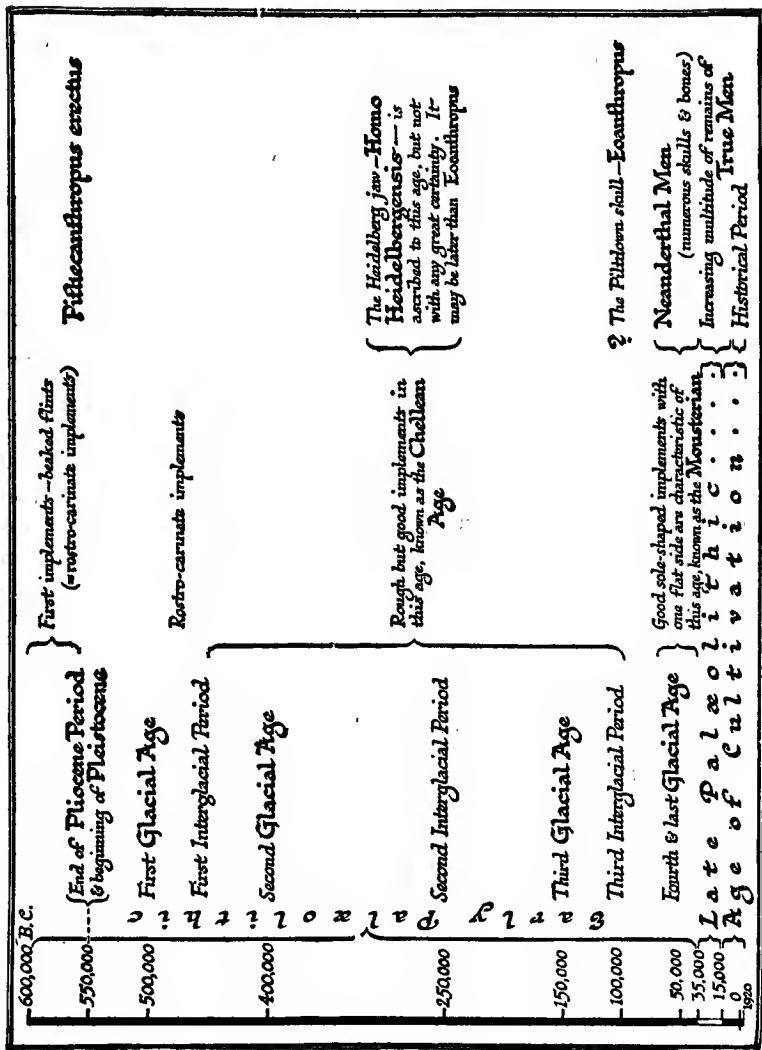 600,000 B.C.
550,000
500,000
400,000
250,000
150,000
100,000
50,000
35,000
15,000
0
1920
Early Palæolithic
End of Pliocene Period
& beginning of Pleistocene
First Glacial Age
First Interglacial Period
Second Glacial Age
Second Interglacial Period
Third Glacial Age
Third Interglacial Period
Fourth & last Glacial Age
Late Palæolithic . . . .
Age of Cultivation . . . .
First implements—beaked flints
(=rostro-carinate implements)
Rostro-carinate implements
Rough but good implements in
this age, known as the Chellean
Age
Good sole-shaped implements with
one flat side are characteristic of
this age, known as the Mousterian
Pithecanthropus erectus
The Heidelberg jaw—Homo
Heidelbergensis—is
ascribed to this age, but not
with any great certainty. It
may be later than Eoanthropus
? The Piltdown skull—Eoanthropus
Neanderthal Men
(numerous skulls & bones)
Increasing multitude of remains of
True Men
Historical Period